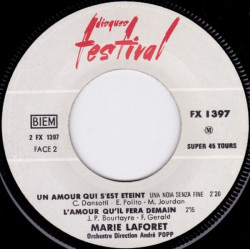 disques
festival
FX 1397
BIEM
M
2 FX 1397
FACE 2
SUPER 45 TOURS
UN AMOUR QUI S'EST ETEINT UNA NOIA SENZA FINE 2'20
C. Dansotti - E. Polito - M. Jourdan
L'AMOUR QU'IL FERA DEMAIN 2'15
J. P. Bourtayre - F. Gerald
MARIE LAFORET
Orchestre Direction André POPP